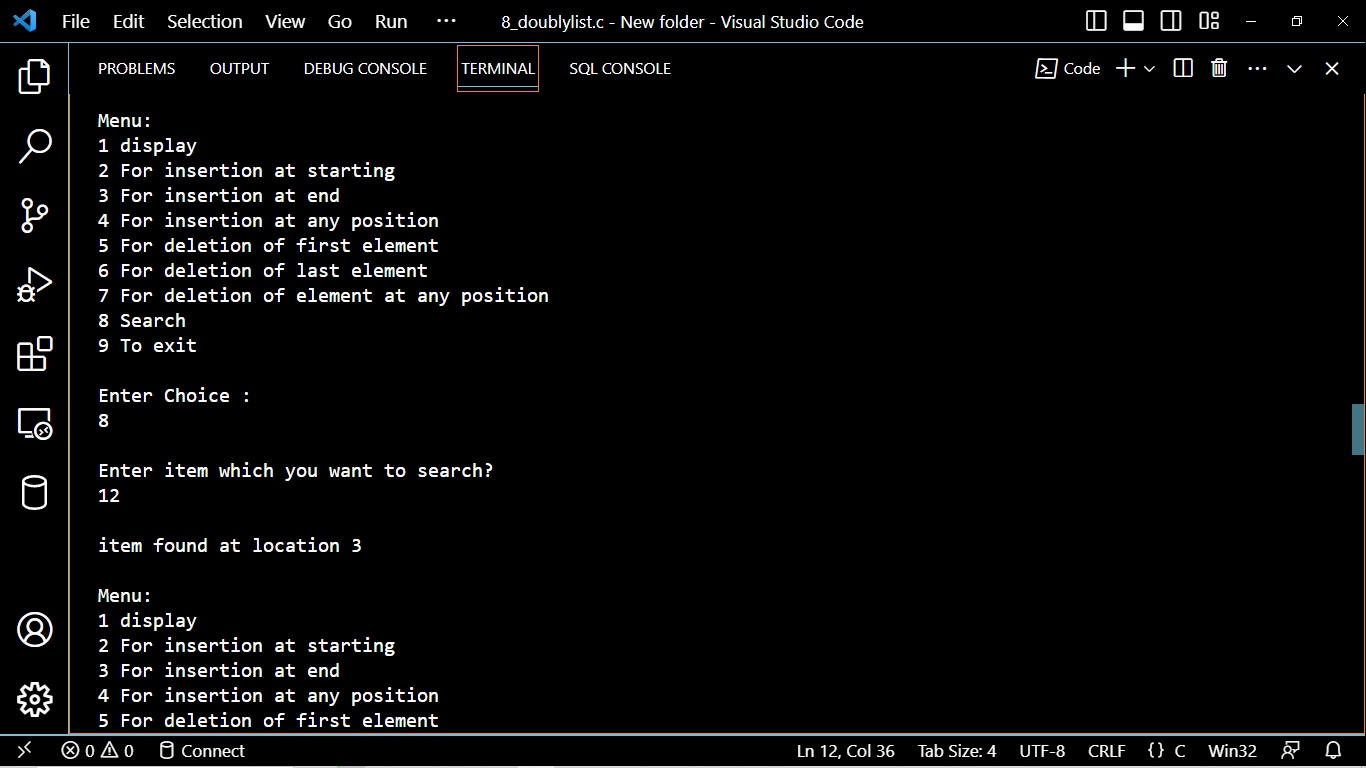 File Edit Selection View Go Run ··· 8_doublylist.c - New folder - Visual Studio Code
PROBLEMS OUTPUT DEBUG CONSOLE TERMINAL SQL CONSOLE Code
Menu:
1 display
2 For insertion at starting
3 For insertion at end
4 For insertion at any position
5 For deletion of first element
6 For deletion of last element
7 For deletion of element at any position
8 Search
9 To exit
Enter Choice :
8
Enter item which you want to search?
12
item found at location 3
Menu:
1 display
2 For insertion at starting
3 For insertion at end
4 For insertion at any position
5 For deletion of first element
0 0 Connect Ln 12, Col 36 Tab Size: 4 UTF-8 CRLF {} C Win32